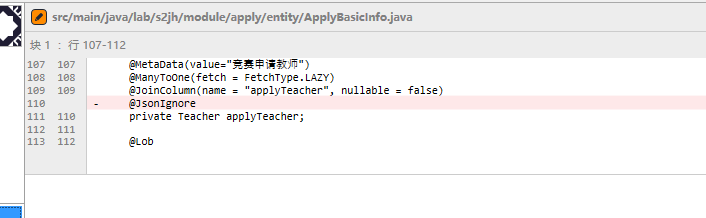 src/main/java/lab/s2jh/module/apply/entity/ApplyBasicInfo.java
块 1 : 行 107-112
107 107 @MetaData(value="竞赛申请教师")
108 108 @ManyToOne(fetch = FetchType.LAZY)
109 109 @JoinColumn(name = "applyTeacher", nullable = false)
110 - @JsonIgnore
111 110 private Teacher applyTeacher;
112 111
113 112 @Lob